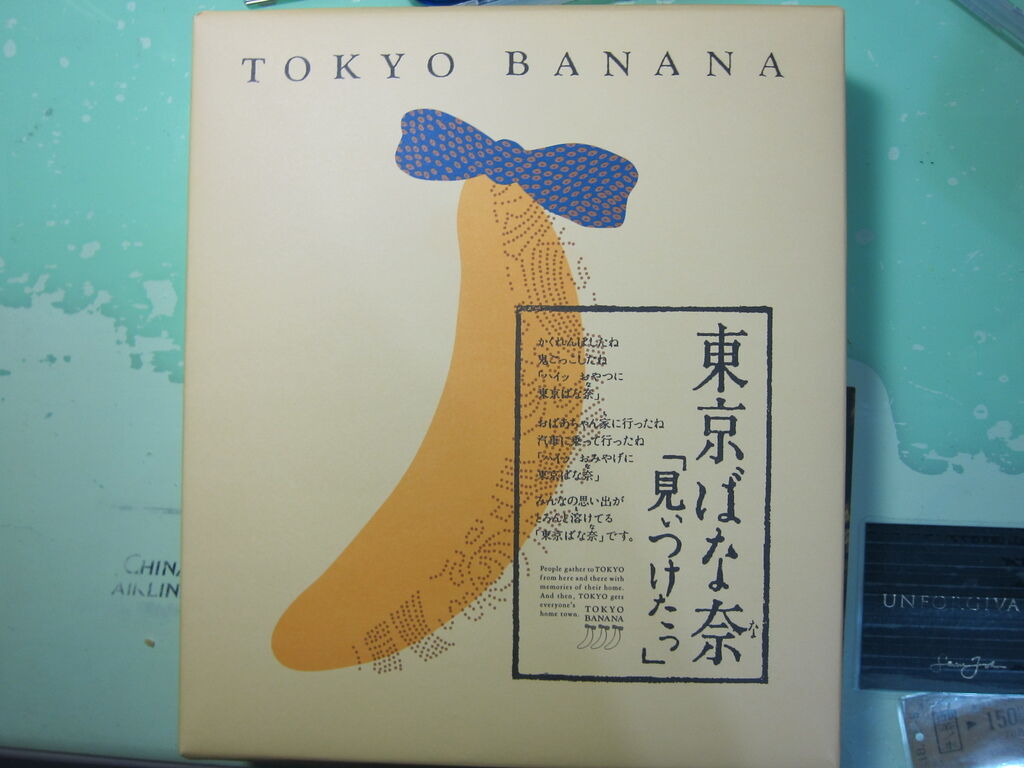 TOKYO BANANA
東京ばな奈
なな
「見ぃつけたっ」
かくれんぼしたね
鬼ごっこしたね
「ハイッ おやつに
東京ばな奈」
おばあちゃん家に行ったね
汽車に乗って行ったね
「ハイッ おみやげに
東京ばな奈」
みんなの思い出が
とろんと溶けてる
「東京ばな奈」です。
People gather to TOKYO
from here and there with
memories of their home.
And then, TOKYO gets
everyone's
home town.
TOKYO
BANANA
CHINA
AIRLIN
UNFORGIVA
150